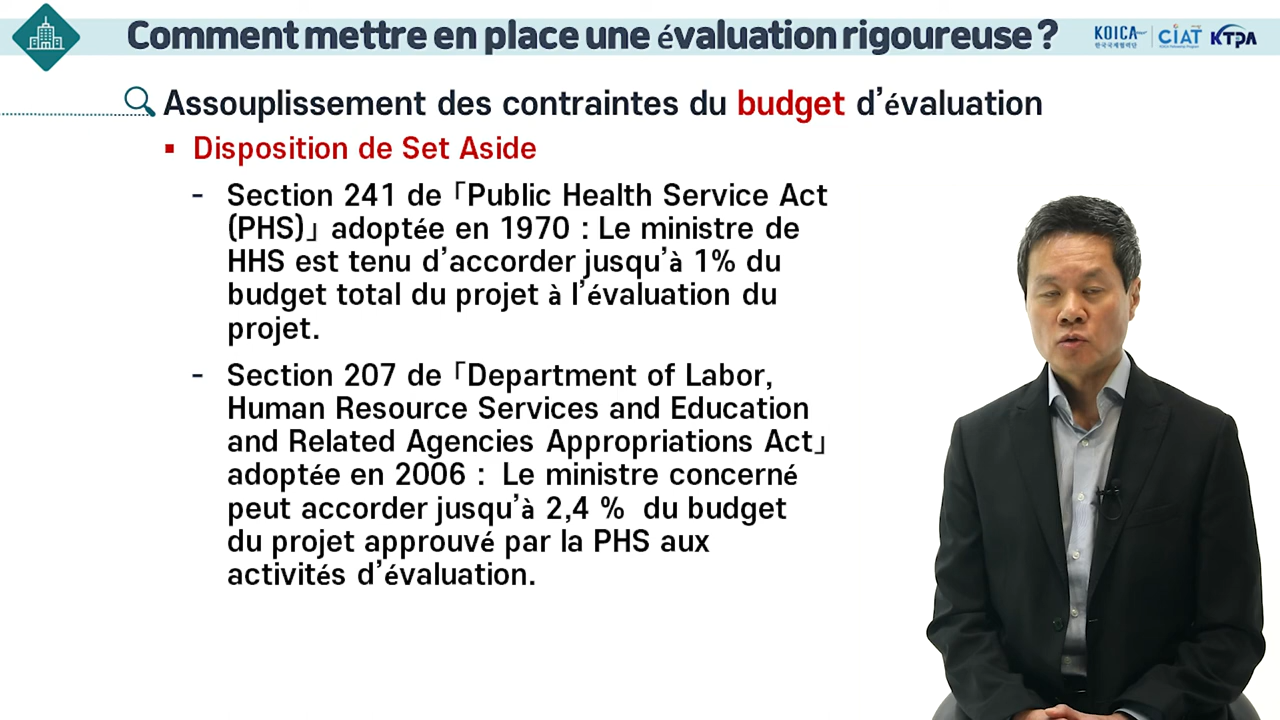 Comment mettre en place une évaluation rigoureuse ?
KOICA
한국국제협력단
CIAT
KTPA
Assouplissement des contraintes du budget d’évaluation
▪ Disposition de Set Aside
- Section 241 de「Public Health Service Act
(PHS)」 adoptée en 1970 : Le ministre de
HHS est tenu d’accorder jusqu’à 1% du
budget total du projet à l’évaluation du
projet.
- Section 207 de「Department of Labor,
Human Resource Services and Education
and Related Agencies Appropriations Act」
adoptée en 2006 : Le ministre concerné
peut accorder jusqu’à 2,4 % du budget
du projet approuvé par la PHS aux
activités d’évaluation.